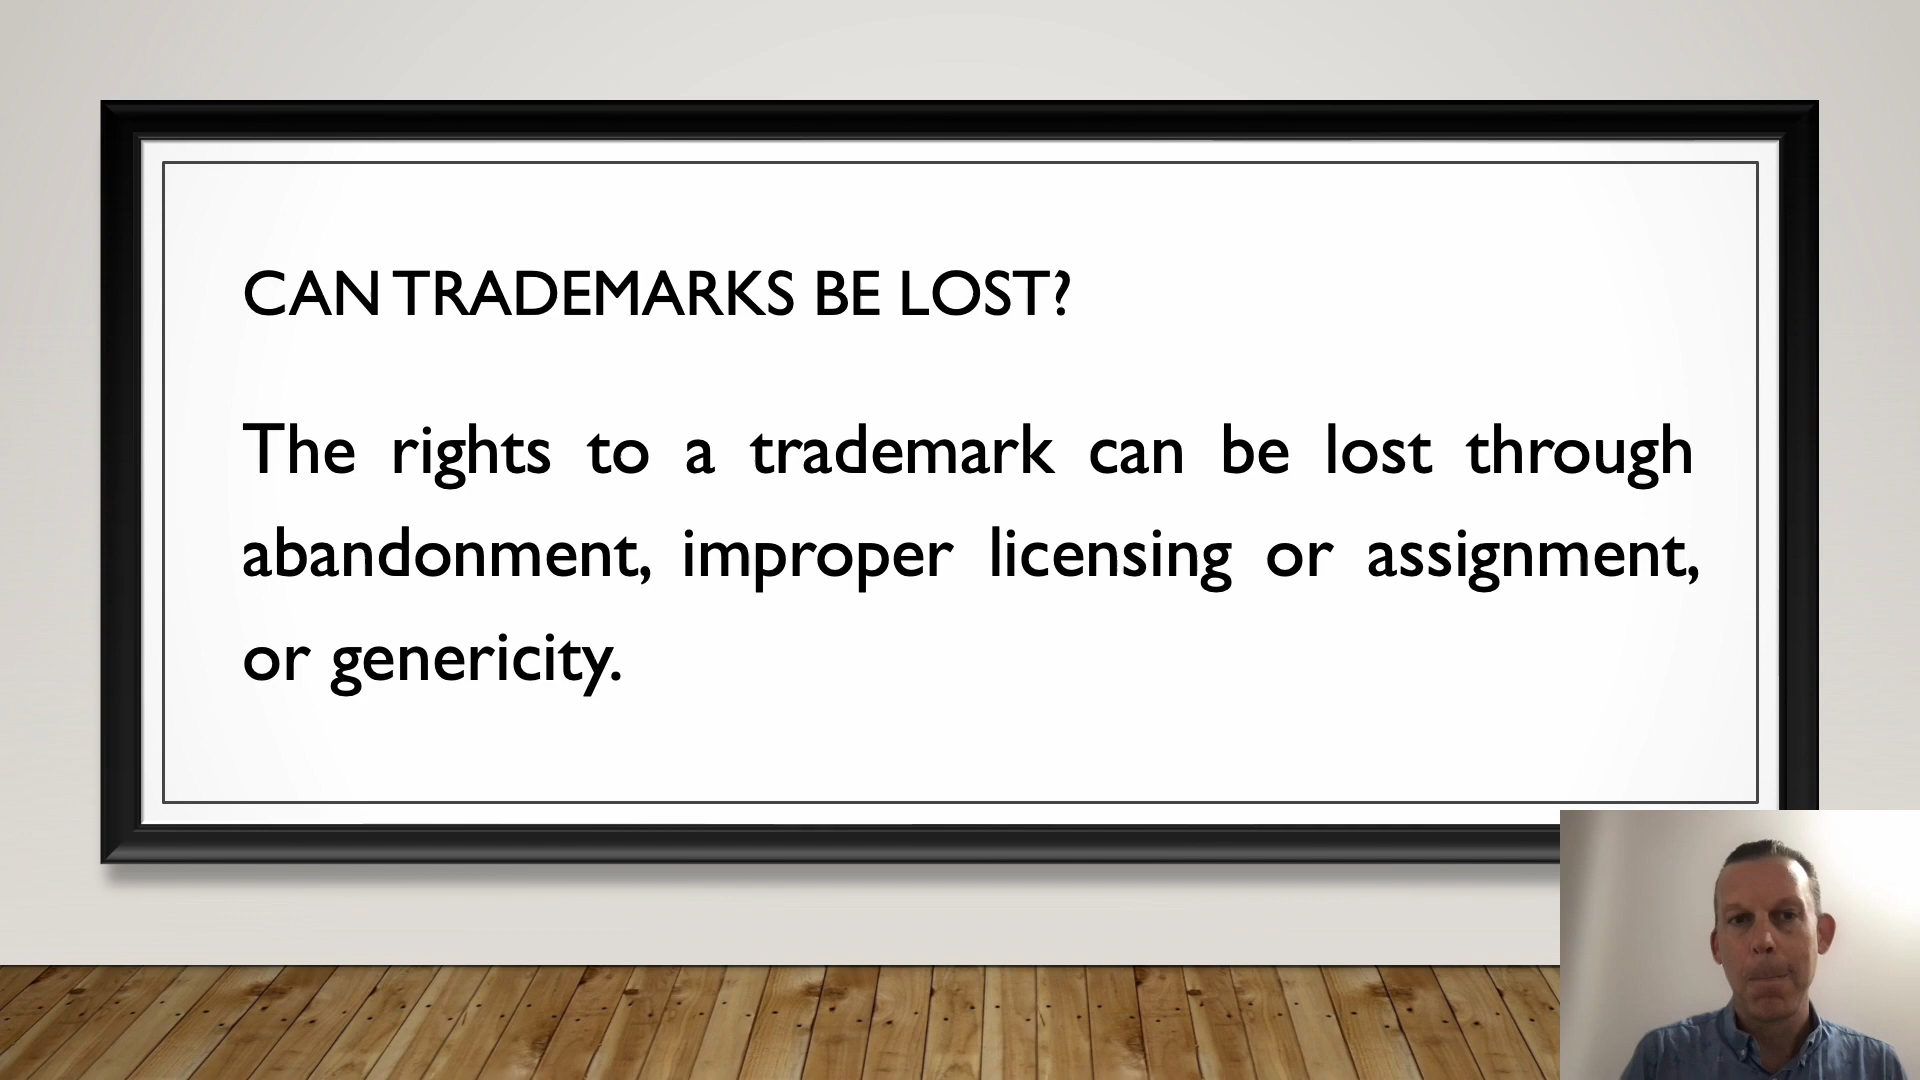 CAN TRADEMARKS BE LOST?
The rights to a trademark can be lost through
abandonment, improper licensing or assignment,
or genericity.